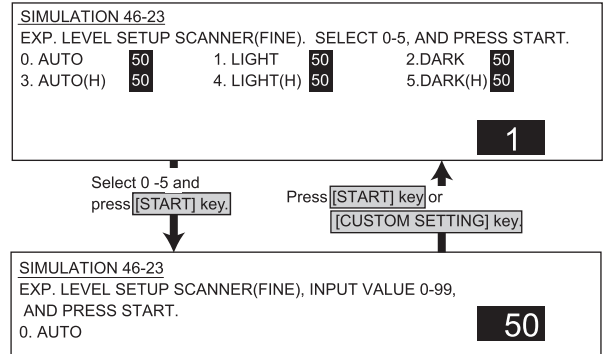 SIMULATION 46-23
EXP. LEVEL SETUP SCANNER(FINE). SELECT 0-5, AND PRESS START.
0. AUTO 50 1. LIGHT 50 2.DARK 50
3. AUTO(H) 50 4. LIGHT(H) 50 5.DARK(H) 50
1
Select 0 -5 and
press [START] key.
Press [START] key or
[CUSTOM SETTING] key.
SIMULATION 46-23
EXP. LEVEL SETUP SCANNER(FINE), INPUT VALUE 0-99,
AND PRESS START.
0. AUTO
50